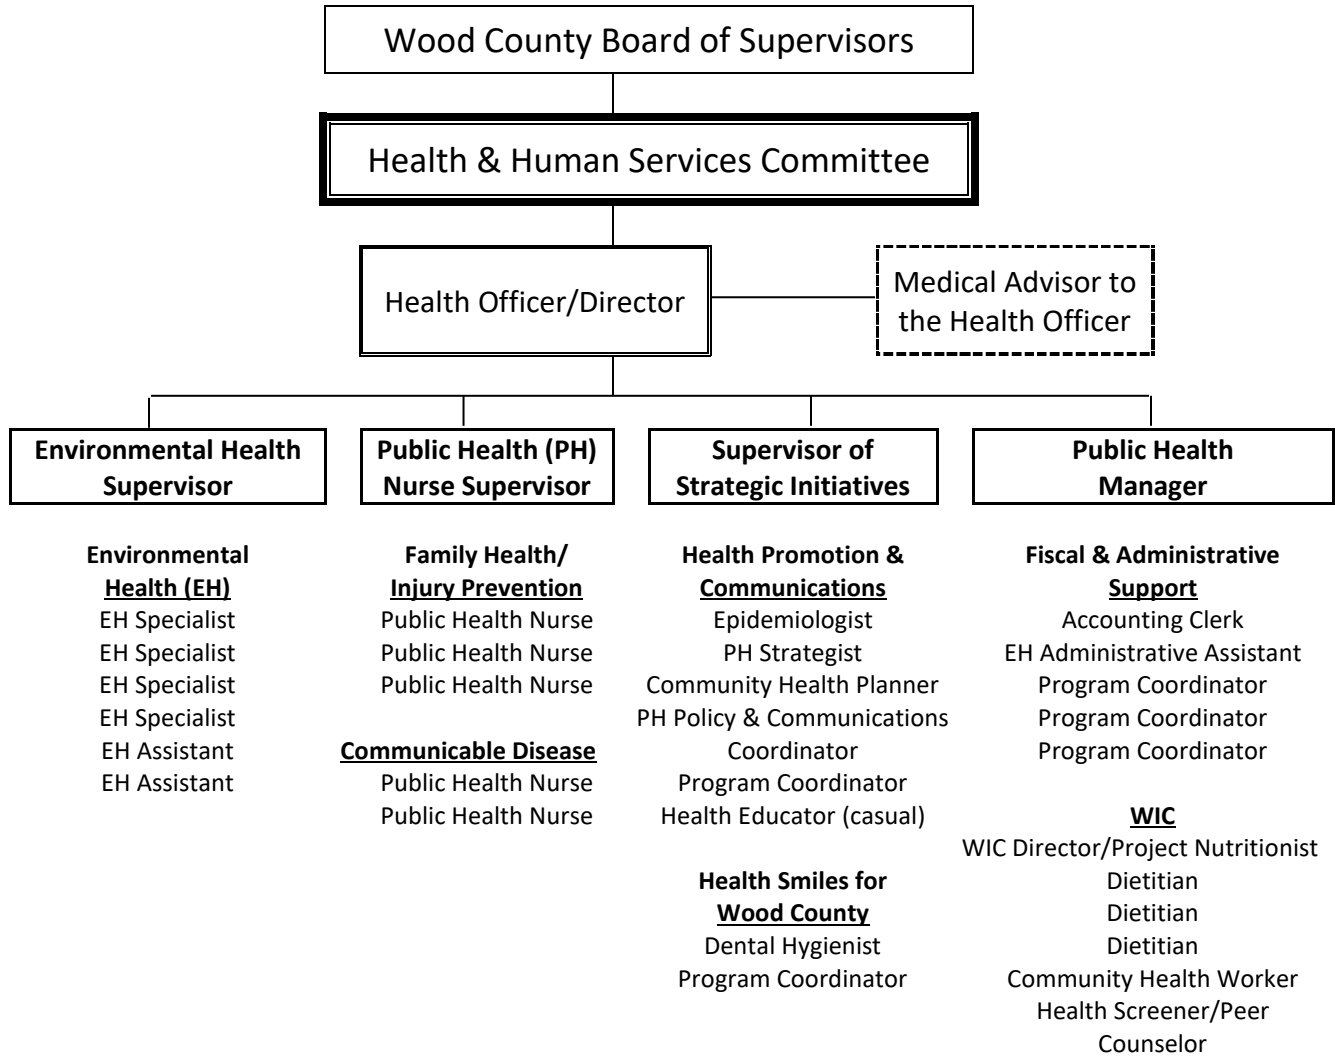 Wood County Board of Supervisors
Health & Human Services Committee
Health Officer/Director
Medical Advisor to
the Health Officer
Environmental Health
Supervisor
Environmental
Health (EH)
EH Specialist
EH Specialist
EH Specialist
EH Specialist
EH Assistant
EH Assistant
Public Health (PH)
Nurse Supervisor
Family Health/
Injury Prevention
Public Health Nurse
Public Health Nurse
Public Health Nurse
Communicable Disease
Public Health Nurse
Public Health Nurse
Supervisor of
Strategic Initiatives
Health Promotion &
Communications
Epidemiologist
PH Strategist
Community Health Planner
PH Policy & Communications
Coordinator
Program Coordinator
Health Educator (casual)
Health Smiles for
Wood County
Dental Hygienist
Program Coordinator
Public Health
Manager
Fiscal & Administrative
Support
Accounting Clerk
EH Administrative Assistant
Program Coordinator
Program Coordinator
Program Coordinator
WIC
WIC Director/Project Nutritionist
Dietitian
Dietitian
Dietitian
Community Health Worker
Health Screener/Peer
Counselor